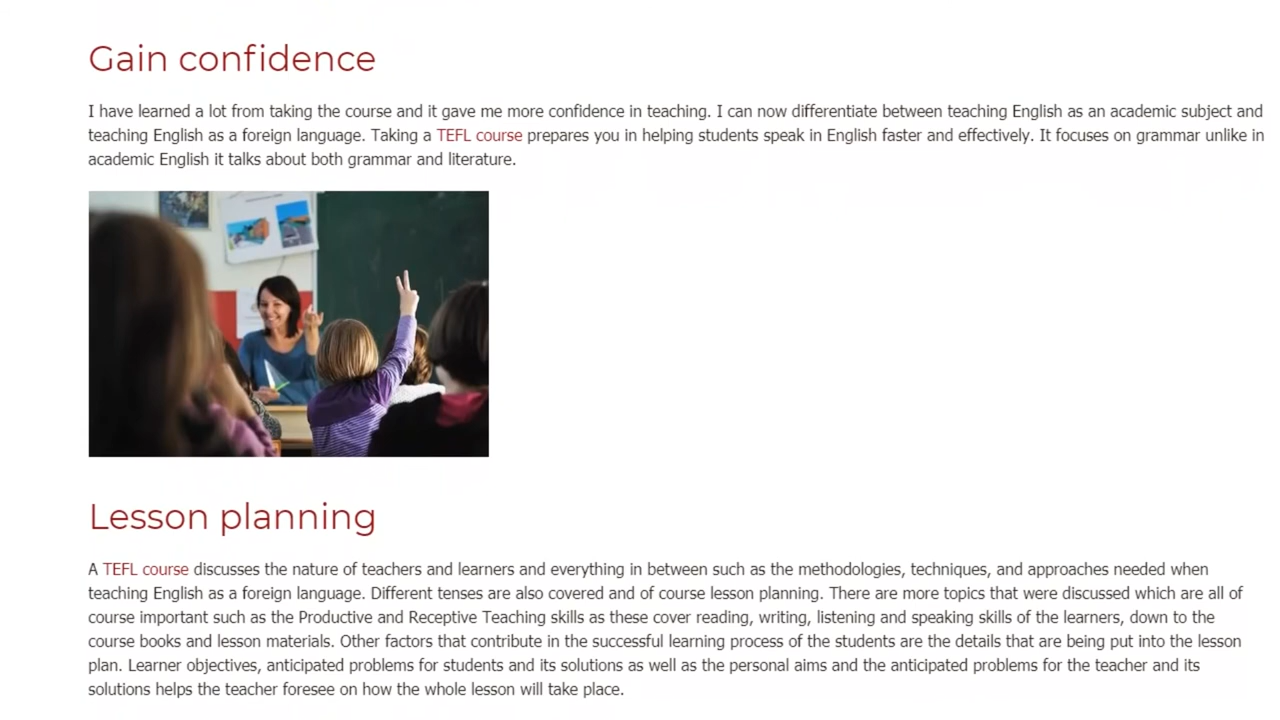 Gain confidence
I have learned a lot from taking the course and it gave me more confidence in teaching. I can now differentiate between teaching English as an academic subject and
teaching English as a foreign language. Taking a TEFL course prepares you in helping students speak in English faster and effectively. It focuses on grammar unlike in
academic English it talks about both grammar and literature.
Lesson planning
A TEFL course discusses the nature of teachers and learners and everything in between such as the methodologies, techniques, and approaches needed when
teaching English as a foreign language. Different tenses are also covered and of course lesson planning. There are more topics that were discussed which are all of
course important such as the Productive and Receptive Teaching skills as these cover reading, writing, listening and speaking skills of the learners, down to the
course books and lesson materials. Other factors that contribute in the successful learning process of the students are the details that are being put into the lesson
plan. Learner objectives, anticipated problems for students and its solutions as well as the personal aims and the anticipated problems for the teacher and its
solutions helps the teacher foresee on how the whole lesson will take place.